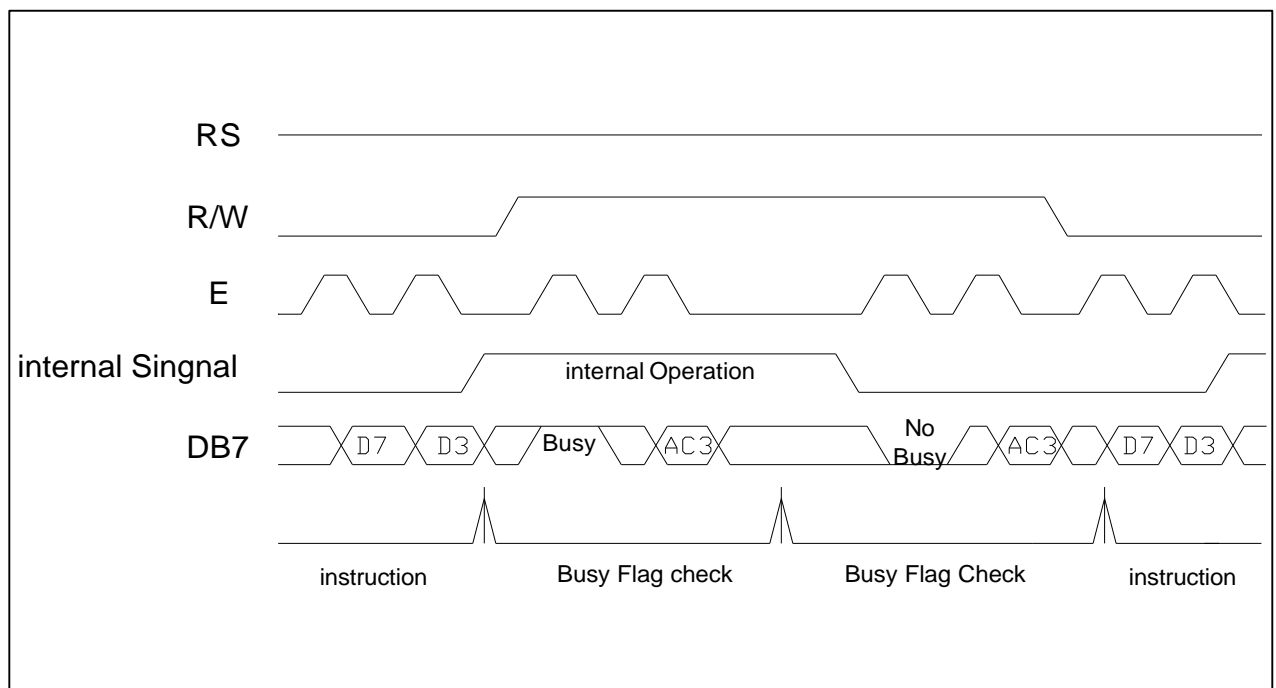 RS
R/W
E
internal Singnal
internal Operation
DB7
D7
D3
Busy
AC3
No
Busy
AC3
D7
D3
instruction
Busy Flag check
Busy Flag Check
instruction